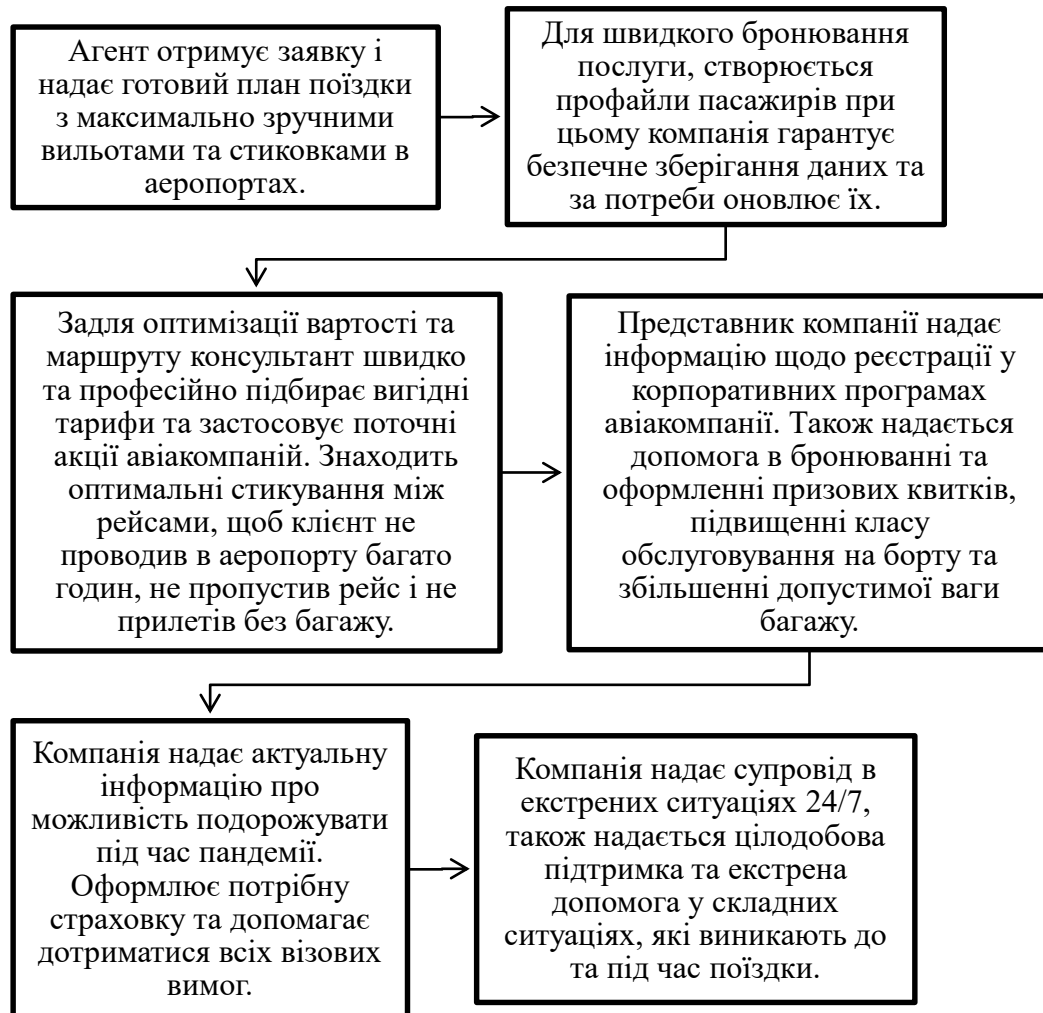 Агент отримує заявку і
надає готовий план поїздки
з максимально зручними
вильотами та стиковками в
аеропортах.
Для швидкого бронювання
послуги, створюється
профайли пасажирів при
цьому компанія гарантує
безпечне зберігання даних та
за потреби оновлює їх.
Задля оптимізації вартості та
маршруту консультант швидко
та професійно підбирає вигідні
тарифи та застосовує поточні
акції авіакомпаній. Знаходить
оптимальні стикування між
рейсами, щоб клієнт не
проводив в аеропорту багато
годин, не пропустив рейс і не
прилетів без багажу.
Представник компанії надає
інформацію щодо реєстрації у
корпоративних програмах
авіакомпанії. Також надається
допомога в бронюванні та
оформленні призових квитків,
підвищенні класу
обслуговування на борту та
збільшенні допустимої ваги
багажу.
Компанія надає актуальну
інформацію про
можливість подорожувати
під час пандемії.
Оформлює потрібну
страховку та допомагає
дотриматися всіх візових
вимог.
Компанія надає супровід в
екстрених ситуаціях 24/7,
також надається цілодобова
підтримка та екстрена
допомога у складних
ситуаціях, які виникають до
та під час поїздки.